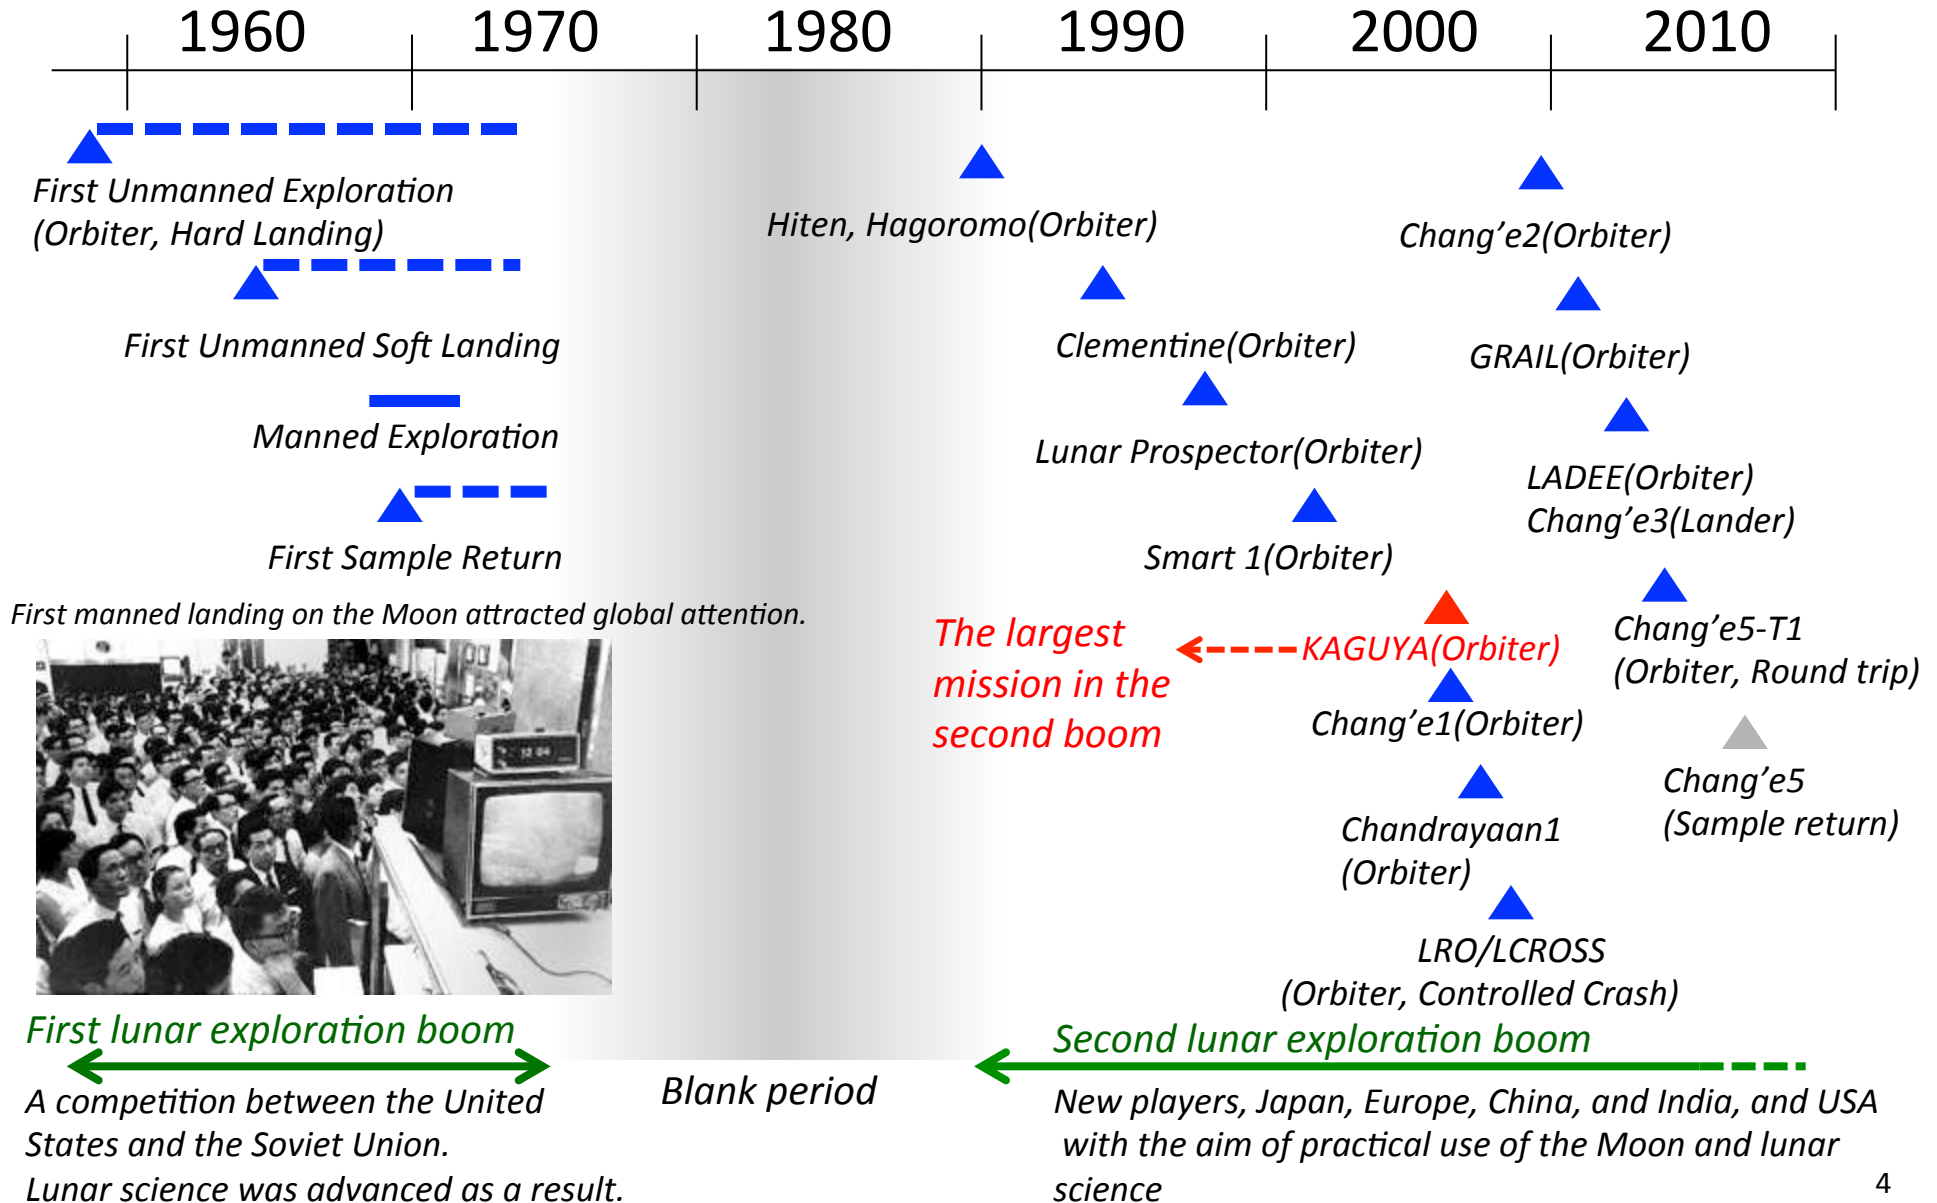 1960 1970 1980 1990 2000 2010
First Unmanned Exploration
(Orbiter, Hard Landing)
First Unmanned Soft Landing
Manned Exploration
First Sample Return
First manned landing on the Moon attracted global attention.
Hiten, Hagoromo(Orbiter)
Clementine(Orbiter)
Lunar Prospector(Orbiter)
Smart 1(Orbiter)
The largest
mission in the
second boom
KAGUYA(Orbiter)
Chang’e1(Orbiter)
Chandrayaan1
(Orbiter)
LRO/LCROSS
(Orbiter, Controlled Crash)
Chang’e2(Orbiter)
GRAIL(Orbiter)
LADEE(Orbiter)
Chang’e3(Lander)
Chang’e5-T1
(Orbiter, Round trip)
Chang’e5
(Sample return)
First lunar exploration boom
A competition between the United
States and the Soviet Union.
Lunar science was advanced as a result.
Blank period
Second lunar exploration boom
New players, Japan, Europe, China, and India, and USA
with the aim of practical use of the Moon and lunar
science
4